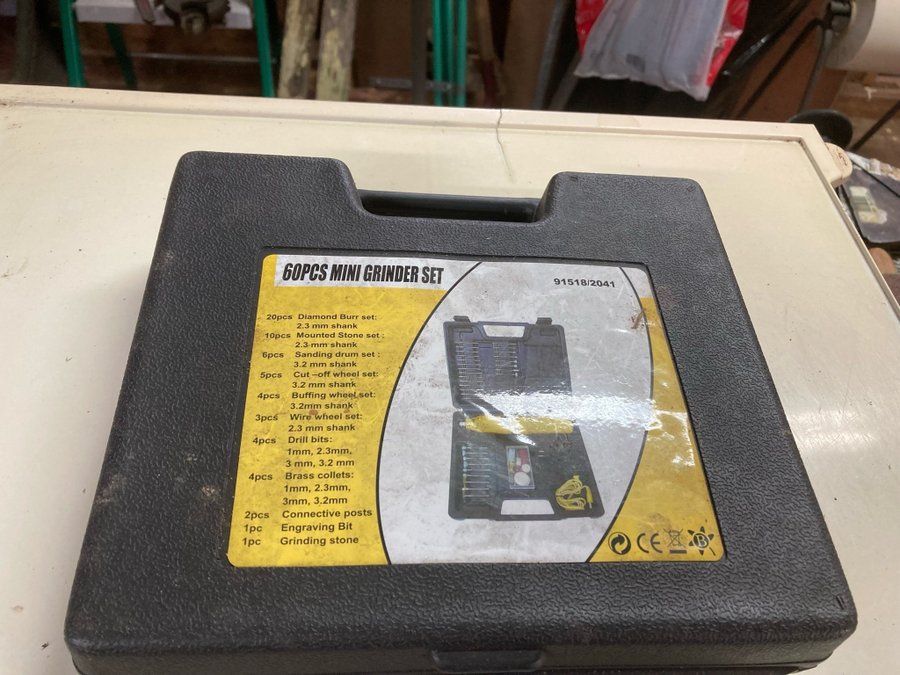 60PCS MINI GRINDER SET
91518/2041
20pcs Diamond Burr set:
2.3 mm shank
10pcs Mounted Stone set :
2.3 mm shank
6pcs Sanding drum set :
3.2 mm shank
5pcs Cut -off wheel set:
3.2 mm shank
4pcs Buffing wheel set:
3.2mm shank
3pcs Wire wheel set:
2.3 mm shank
4pcs Drill bits:
1mm, 2.3mm,
3 mm, 3.2 mm
4pcs Brass collets:
1mm, 2.3mm,
3mm, 3.2mm
2pcs Connective posts
1pc Engraving Bit
1pc Grinding stone
CE
B